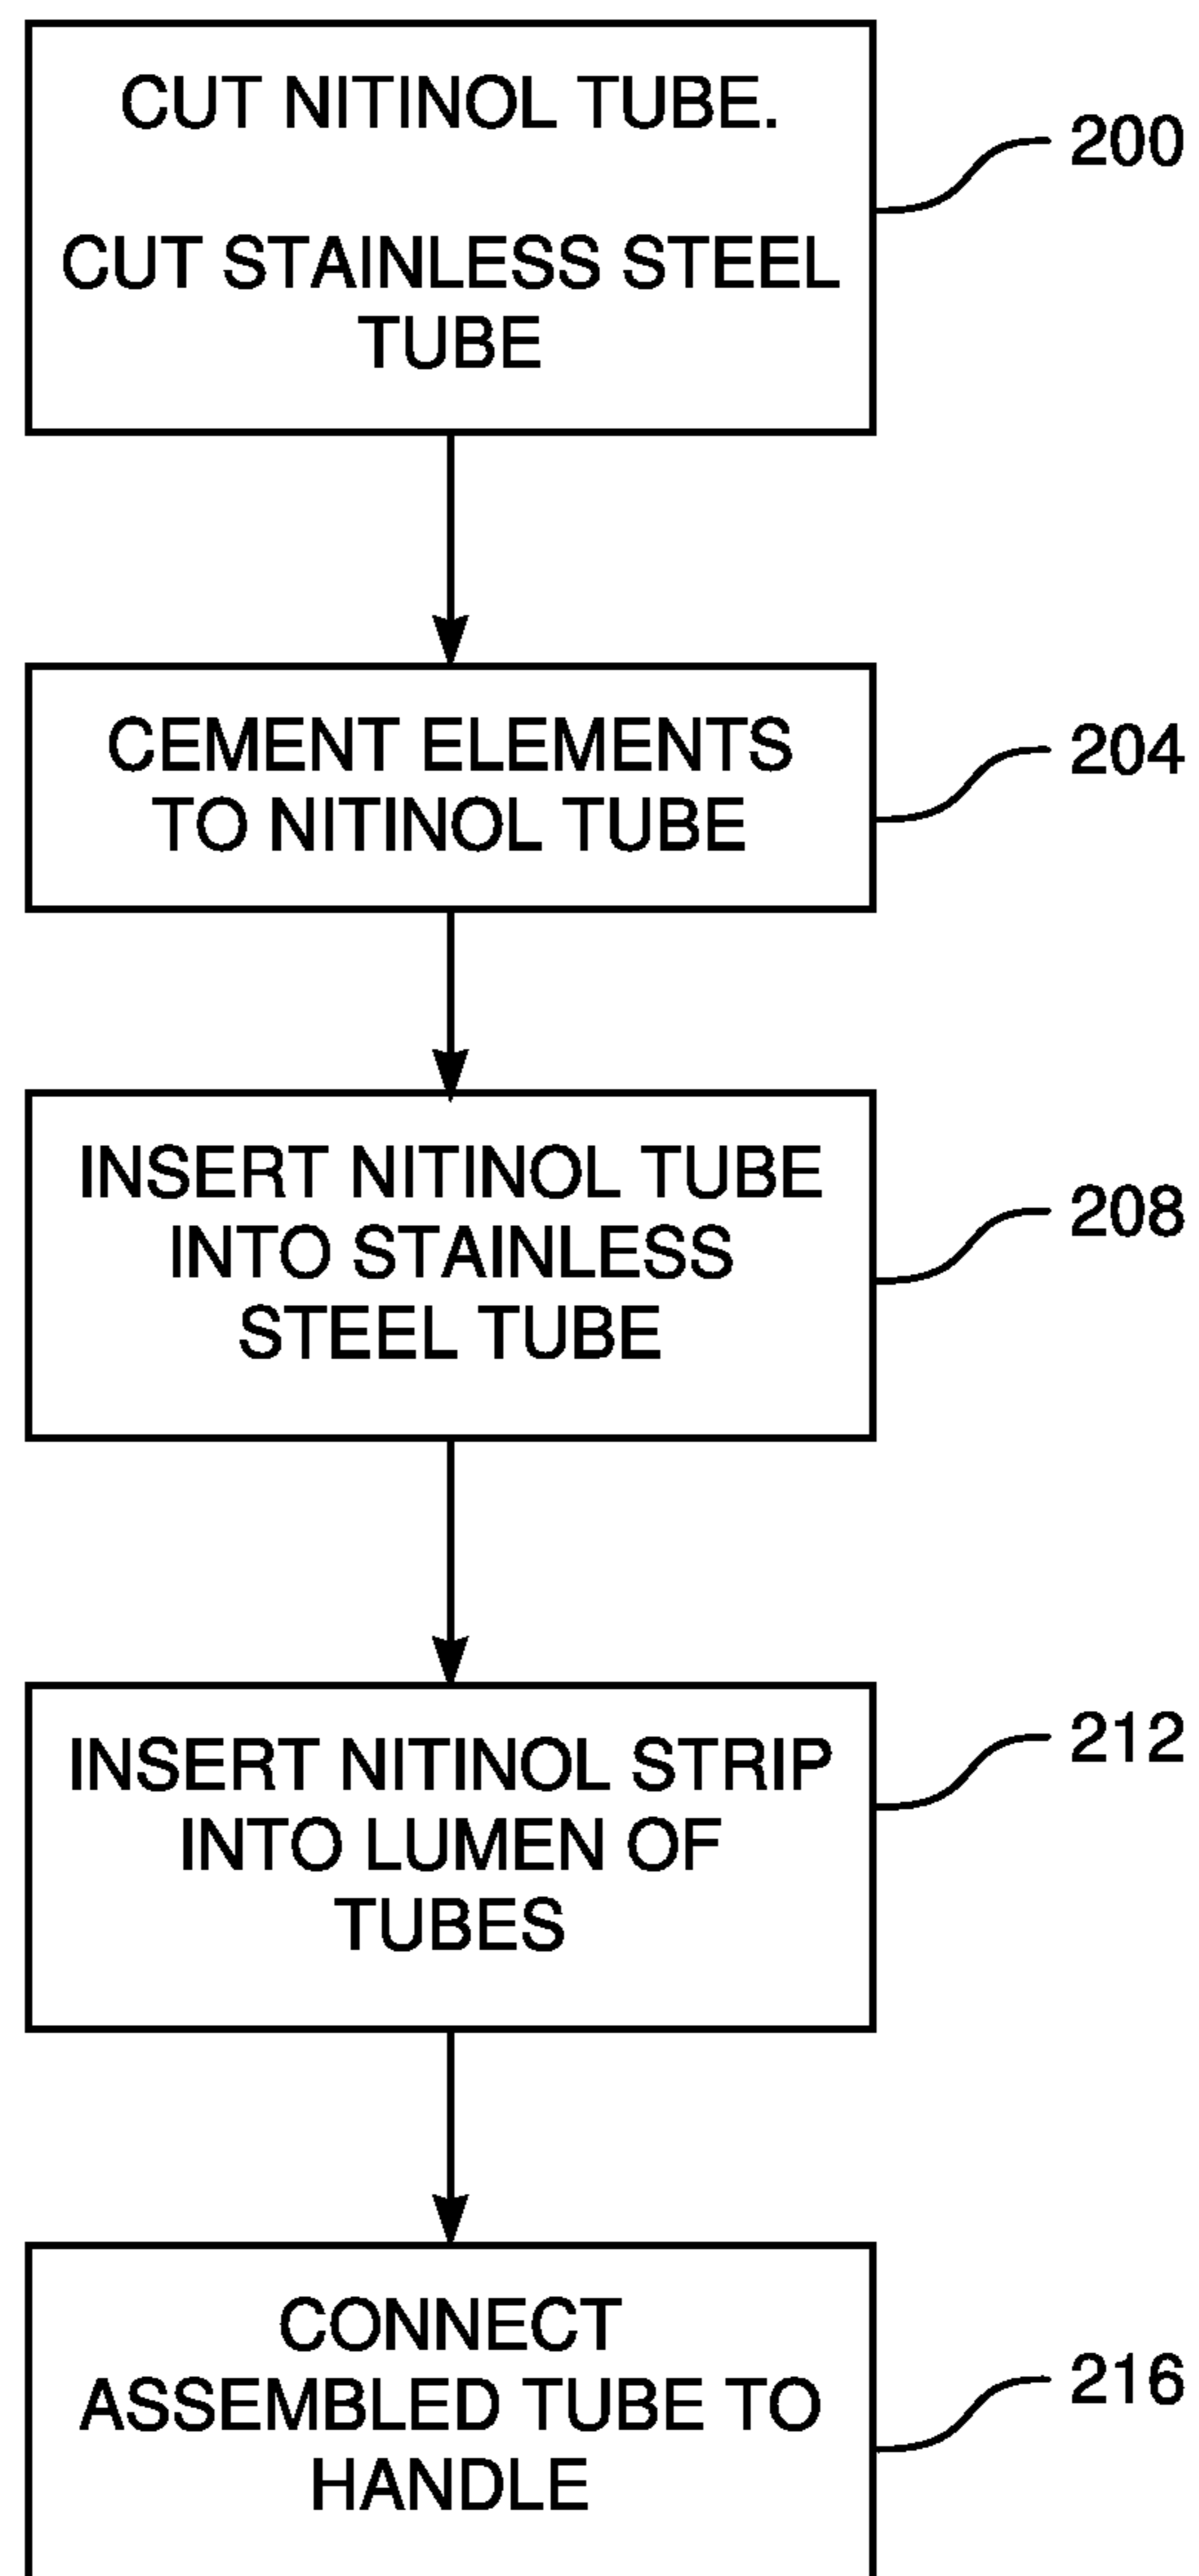 CUT NITINOL TUBE.
CUT STAINLESS STEEL
TUBE
200
CEMENT ELEMENTS
TO NITINOL TUBE
204
INSERT NITINOL TUBE
INTO STAINLESS
STEEL TUBE
208
INSERT NITINOL STRIP
INTO LUMEN OF
TUBES
212
CONNECT
ASSEMBLED TUBE TO
HANDLE
216